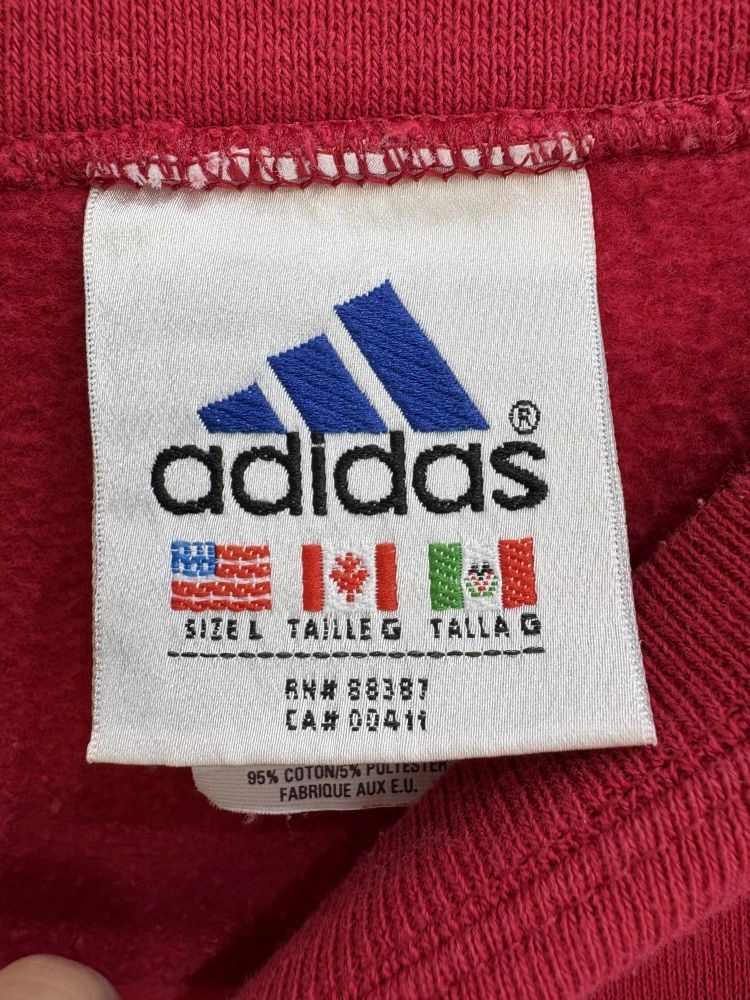 adidas®
SIZE L TAILLE G TALLA G
RN# 88387
CA# 00411
95% COTON/5% POLYESTER
FABRIQUE AUX E.U.